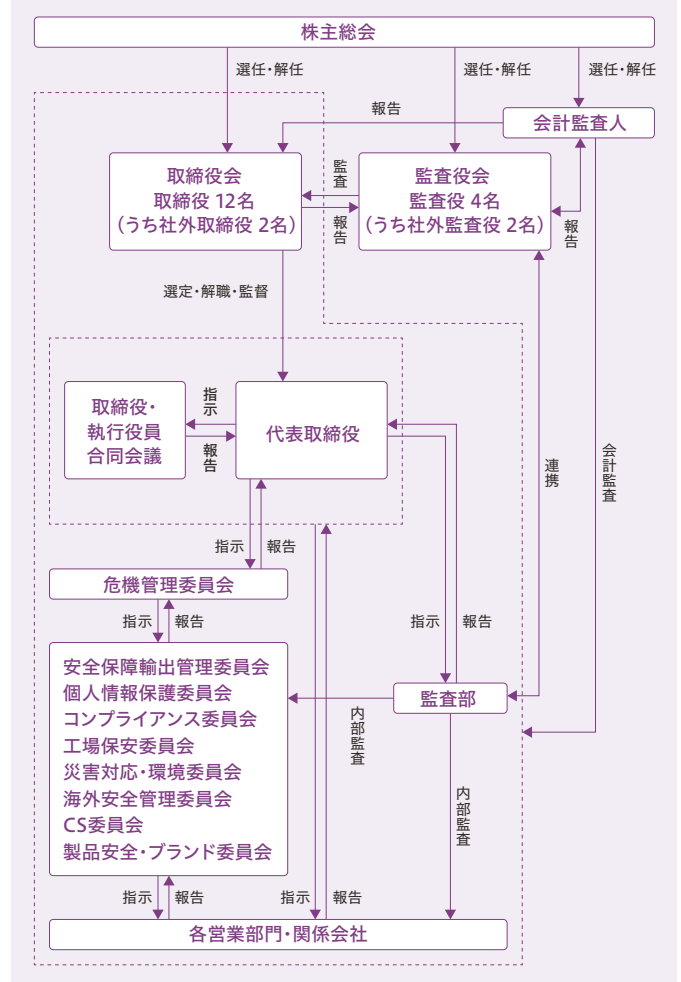 株主総会
選任・解任
選任・解任
選任・解任
報告
会計監査人
取締役会
取締役 12名
(うち社外取締役 2名)
監査
報告
監査役会
監査役 4名
(うち社外監査役 2名)
報告
選定・解職・監督
取締役・
執行役員
合同会議
指示
報告
代表取締役
連携
会計監査
指示
報告
危機管理委員会
指示
報告
指示
報告
安全保障輸出管理委員会
個人情報保護委員会
コンプライアンス委員会
工場保安委員会
災害対応・環境委員会
海外安全管理委員会
CS委員会
製品安全・ブランド委員会
監査部
内部監査
内部監査
指示
報告
指示
報告
各営業部門・関係会社